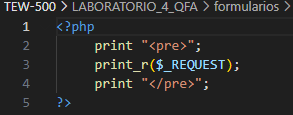 TEW-500 > LABORATORIO_4_QFA > formularios
1 <?php
2 print "<pre>";
3 print_r($_REQUEST);
4 print "</pre>";
5 ?>